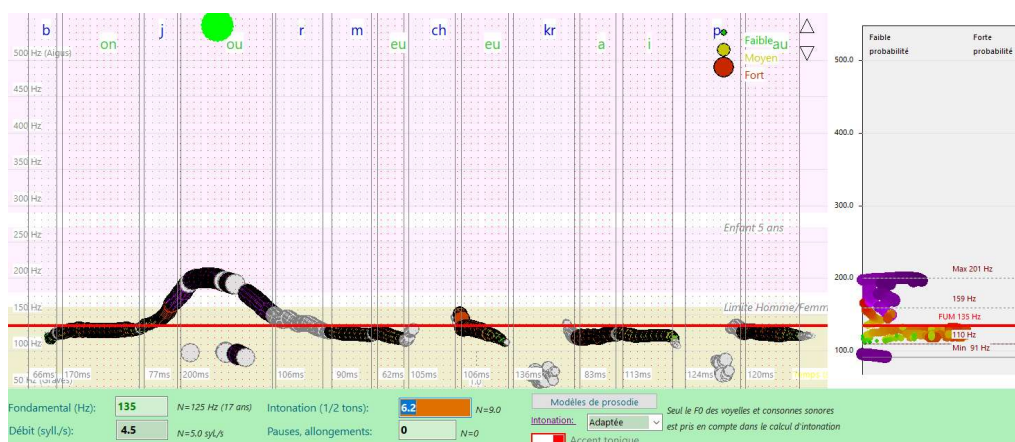 b on j ou r m eu ch eu kr a i p au
Faible
Moyen
Fort
500 Hz (Aigus)
450 Hz
400 Hz
350 Hz
300 Hz
250 Hz
200 Hz
150 Hz
100 Hz
50 Hz (Graves)
Enfant 5 ans
Limite Homme/Femm
66ms 170ms 77ms 200ms 106ms 90ms 62ms 105ms 106ms 136ms 83ms 113ms 124ms 120ms
1.0
Faible probabilité
Forte probabilité
500.0
400.0
300.0
200.0
100.0
Max 201 Hz
159 Hz
FUM 135 Hz
110 Hz
Min 91 Hz
Fondamental (Hz): 135 N=125 Hz (17 ans) Intonation (1/2 tons): 6.2 N=9.0
Débit (syll./s): 4.5 N=5.0 syl/s Pauses, allongements: 0 N=0
Modèles de prosodie
Intonation: Adaptée
Seul le F0 des voyelles et consonnes sonores
est pris en compte dans le calcul d'intonation
Accent tonique